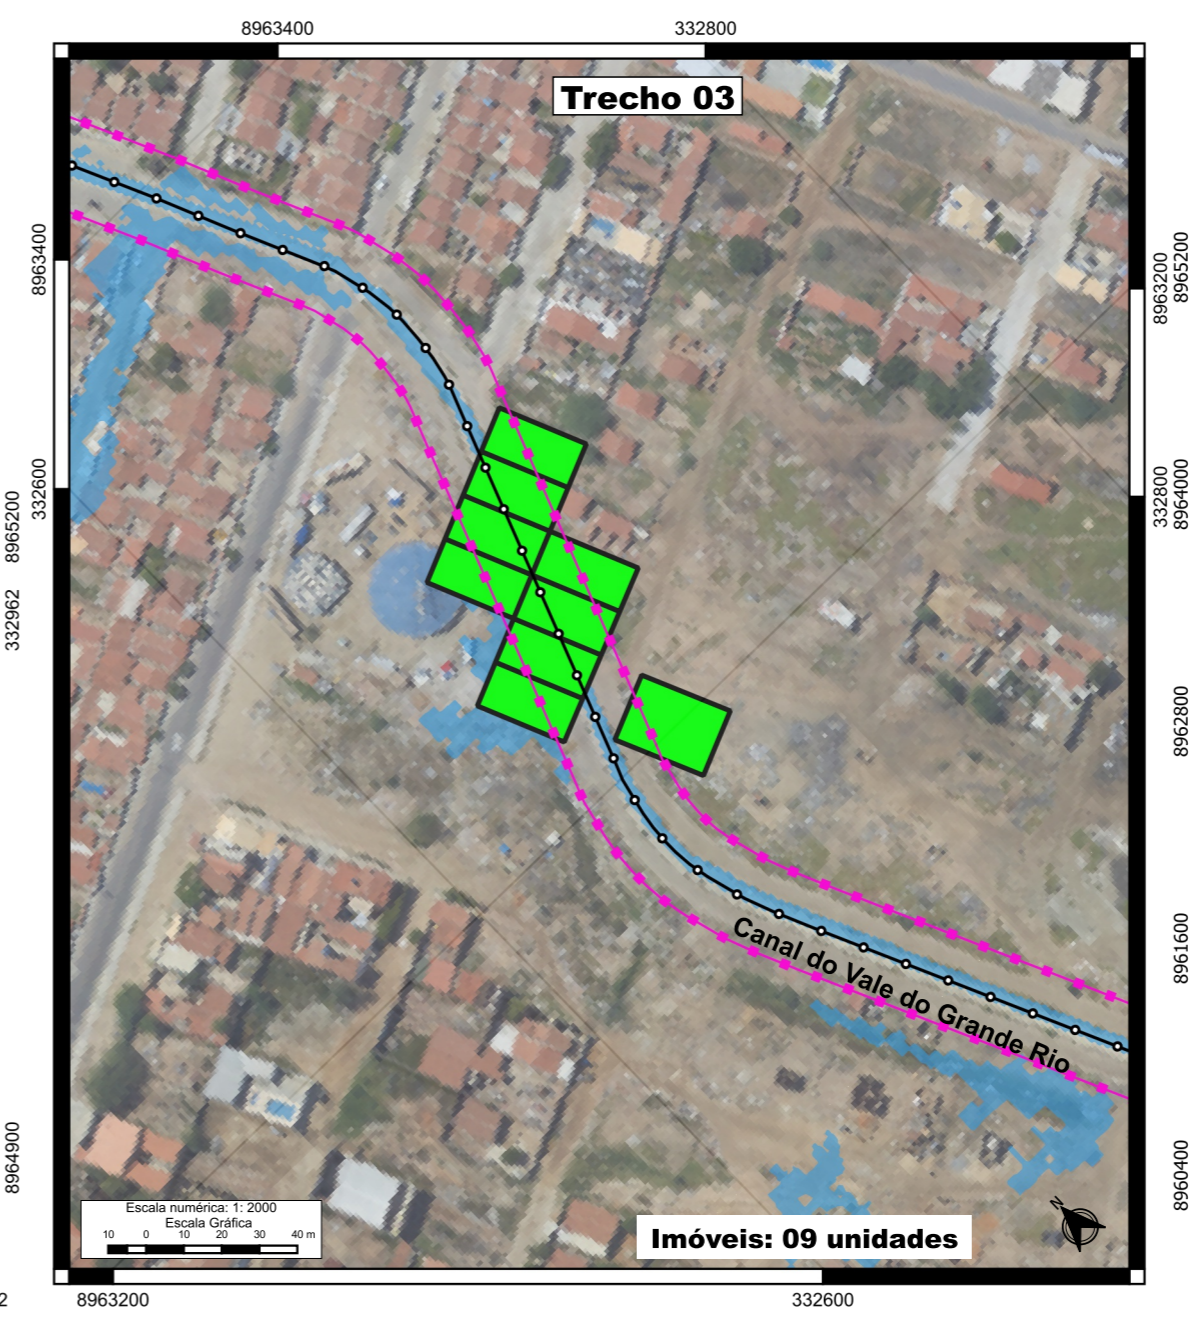 8963400
332800
Trecho 03
8963400
8963200
8965200
332600
8965200
332800
8964000
332962
8962800
Canal do Vale do Grande Rio
8961600
8964900
8960400
Escala numérica: 1: 2000
Escala Gráfica
10 0 10 20 30 40 m
Imóveis: 09 unidades
N
2
8963200
332600